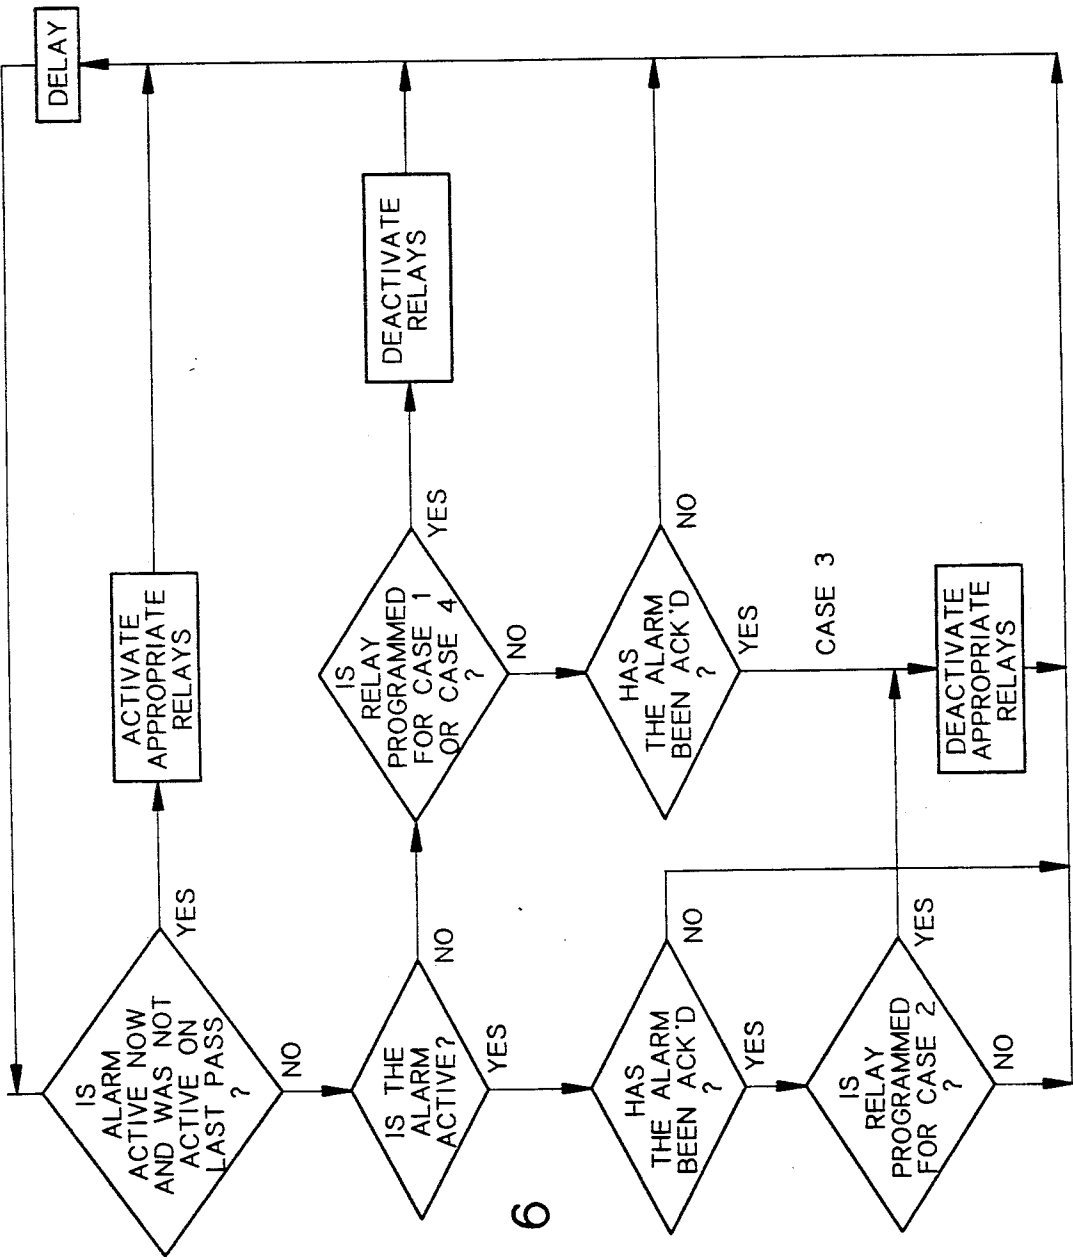 DELAY
IS
ALARM
ACTIVE NOW
AND WAS NOT
ACTIVE ON
LAST PASS
?
YES
NO
ACTIVATE
APPROPRIATE
RELAYS
IS THE
ALARM
ACTIVE?
NO
YES
IS
RELAY
PROGRAMMED
FOR CASE 1
OR CASE 4
?
YES
NO
DEACTIVATE
RELAYS
HAS
THE ALARM
BEEN ACK'D
?
NO
YES
HAS
THE ALARM
BEEN ACK'D
?
NO
YES
CASE 3
IS
RELAY
PROGRAMMED
FOR CASE 2
?
YES
NO
DEACTIVATE
APPROPRIATE
RELAYS
6